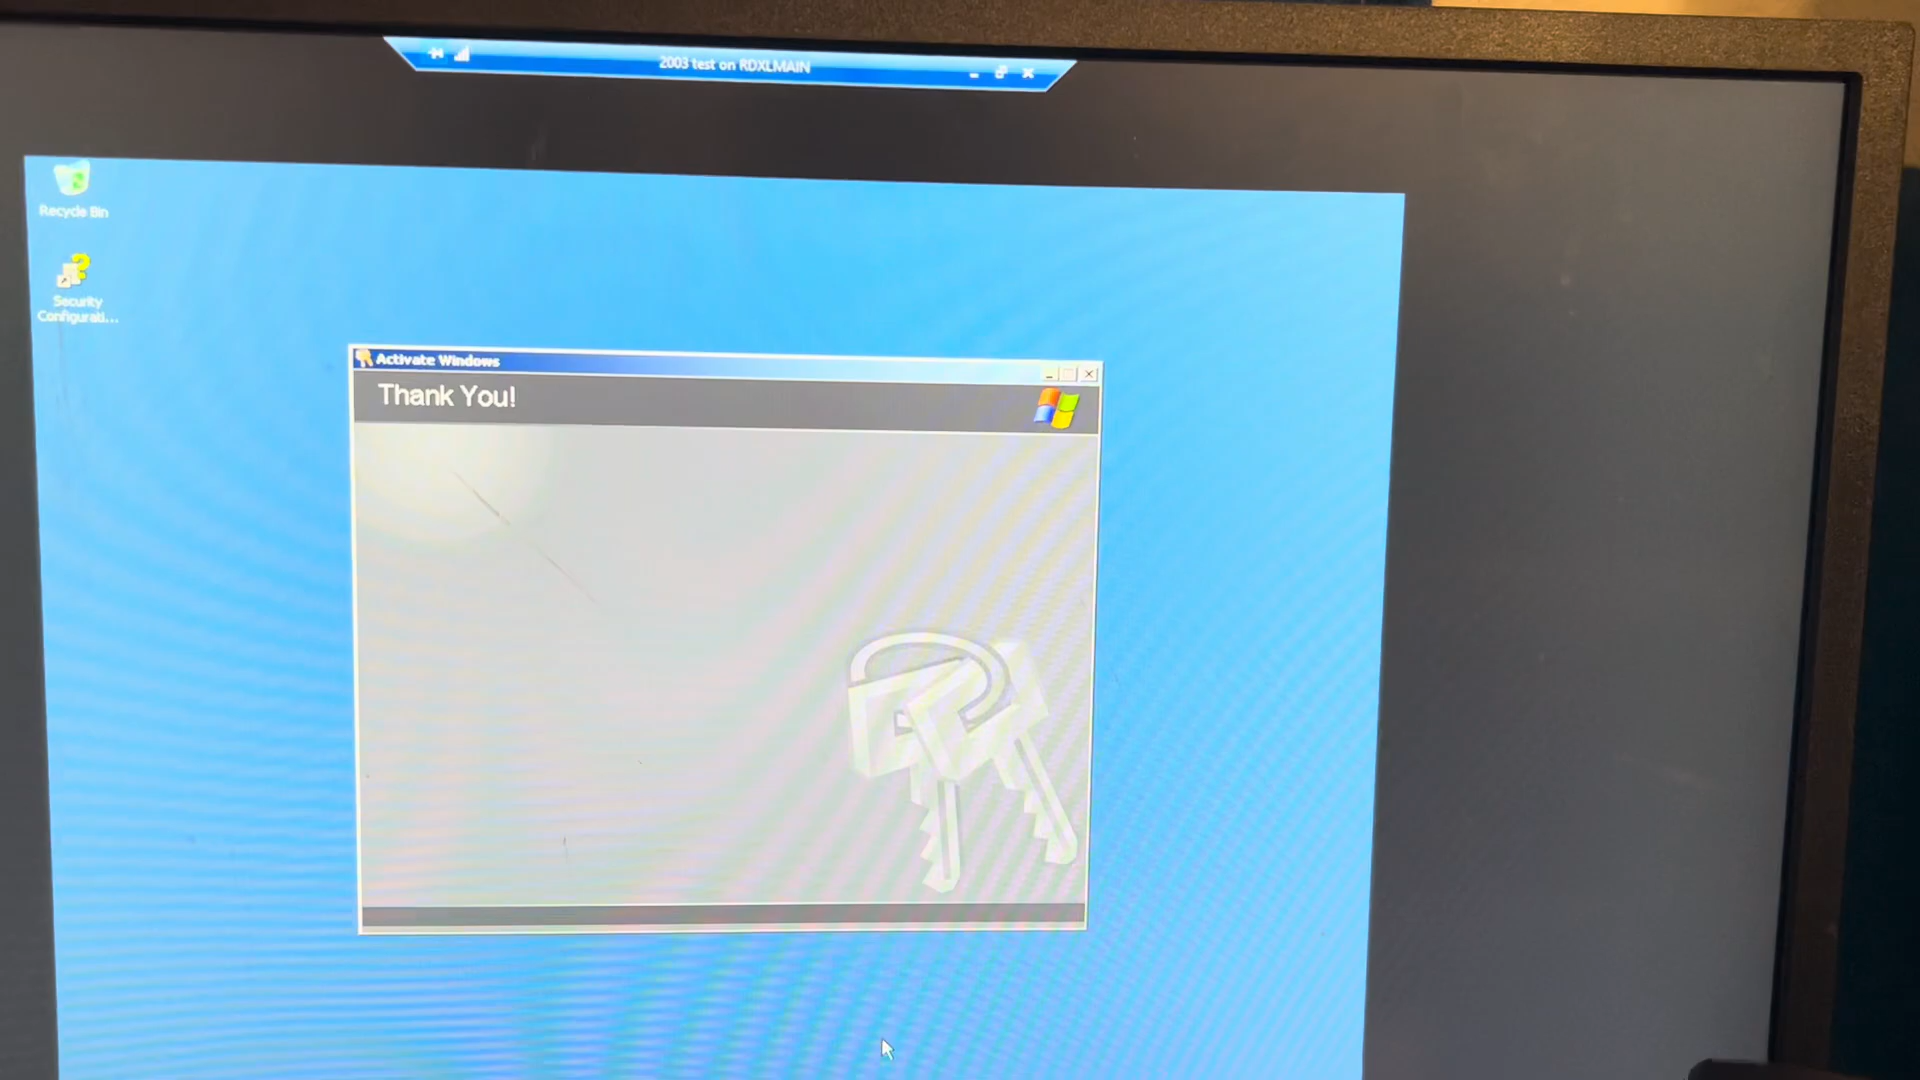 2003 test on RDXLMAIN
Recycle Bin
Security
Configurati...
Activate Windows
Thank You!